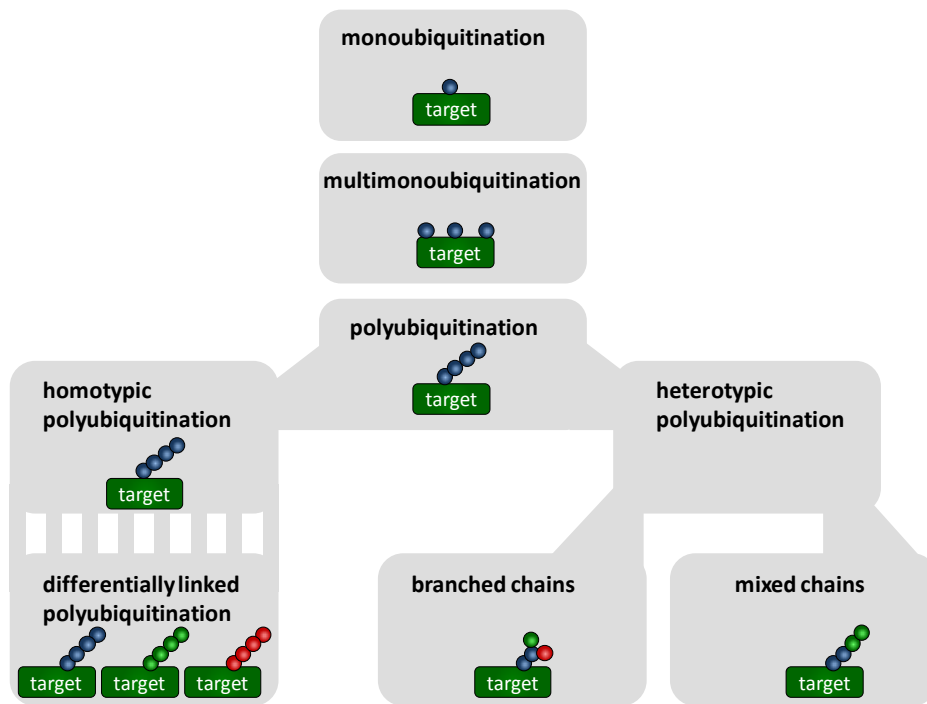 monoubiquitination
target
multimonoubiquitination
target
polyubiquitination
target
homotypic
polyubiquitination
target
heterotypic
polyubiquitination
differentially linked
polyubiquitination
target
target
target
branched chains
target
mixed chains
target